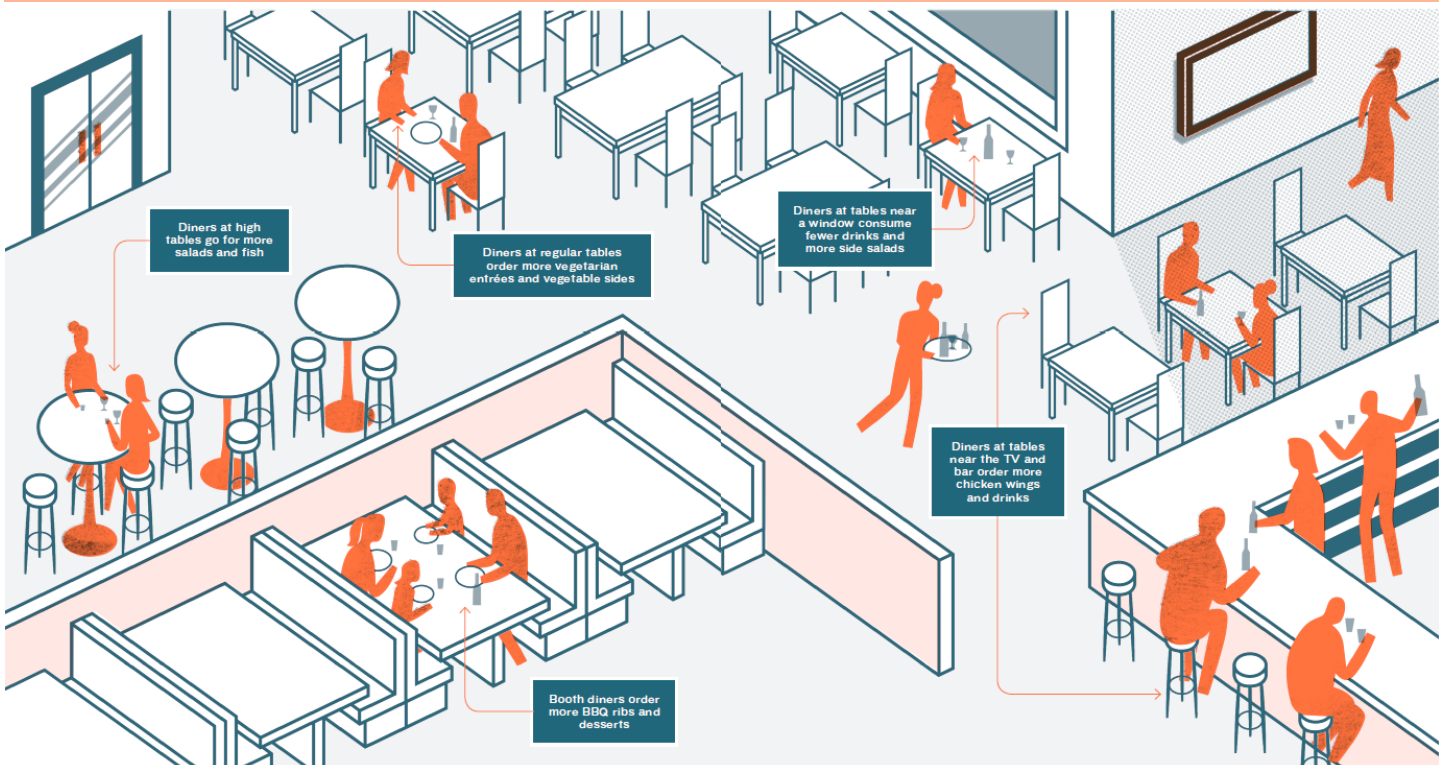 Diners at high
tables go for more
salads and fish
Diners at regular tables
order more vegetarian
entrées and vegetable sides
Diners at tables near
a window consume
fewer drinks and
more side salads
Diners at tables
near the TV and
bar order more
chicken wings
and drinks
Booth diners order
more BBQ ribs and
desserts